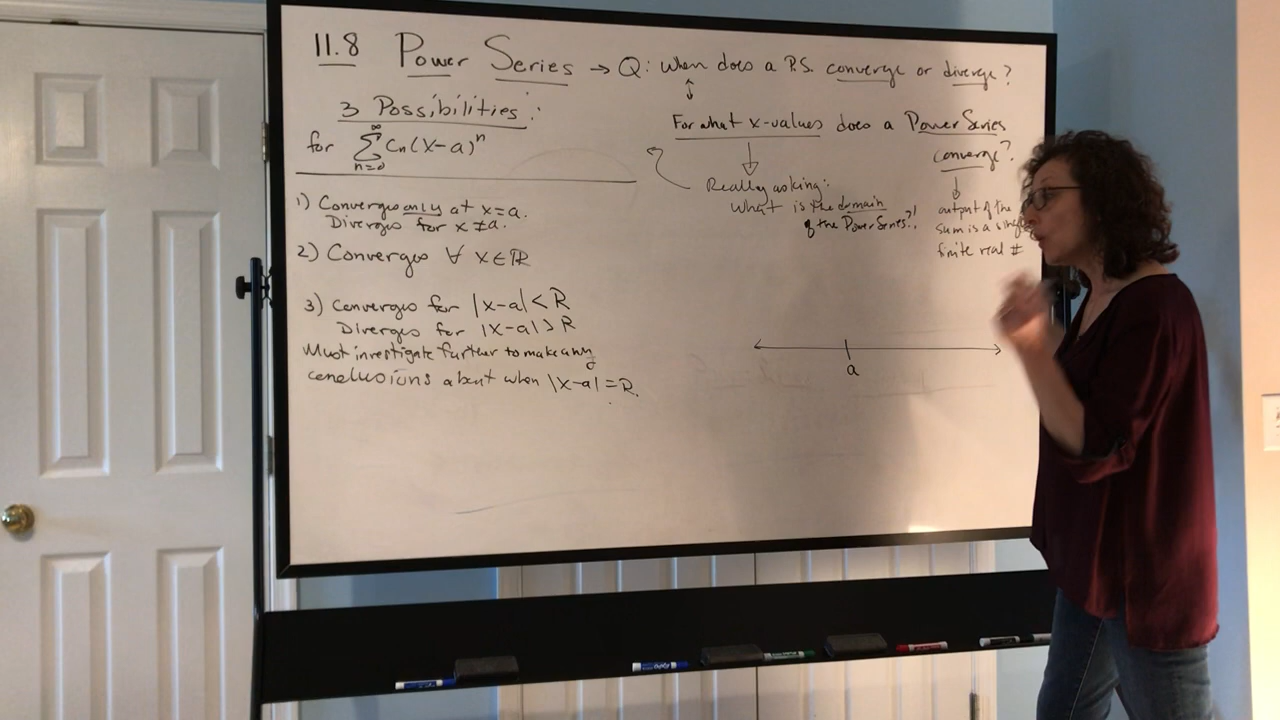 11.8 Power Series → Q: When does a P.S. converge or diverge?
↕
3 Possibilities:
for ∑_{n=0}^{∞} Cn(x-a)^n
1) Converges only at x=a.
Diverges for x≠a.
2) Converges ∀ x∈ℝ
3) Converges for |x-a|<R
Diverges for |x-a|>R
Must investigate further to make any
conclusions about when |x-a|=R.
For what x-values does a Power Series
converge?
↓
Really asking:
What is the domain
of the Power Series?!
↓
output of the
sum is a single
finite real #
a